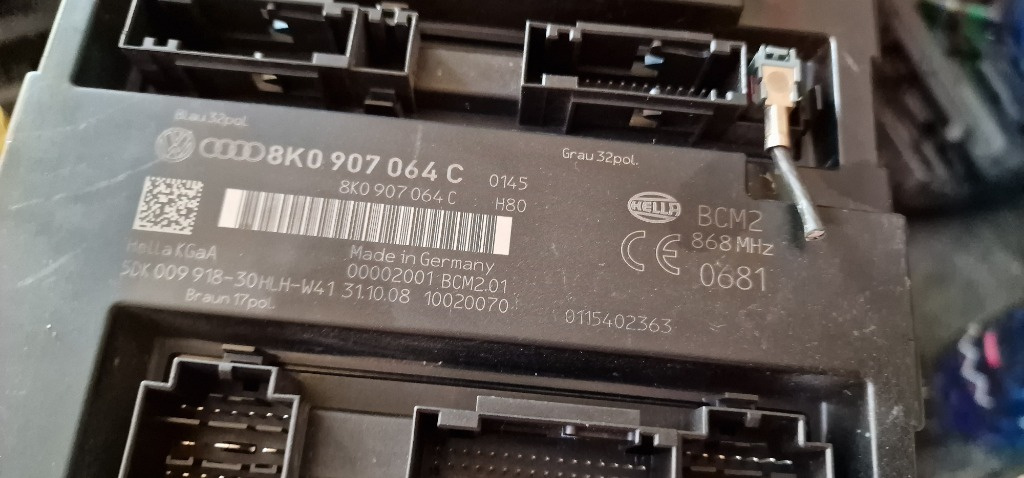 Blau 32pol.
8K0 907 064 C 0145
8K0 907 064 C H80
Grau 32pol.
HELLA BCM2
868 MHz
CE 0681
Hella KGaA
Made in Germany
00002001 BCM2.01
5DK 009 918-30 HLH-W41 31.10.08 10020070
Braun 17pol.
0115402363